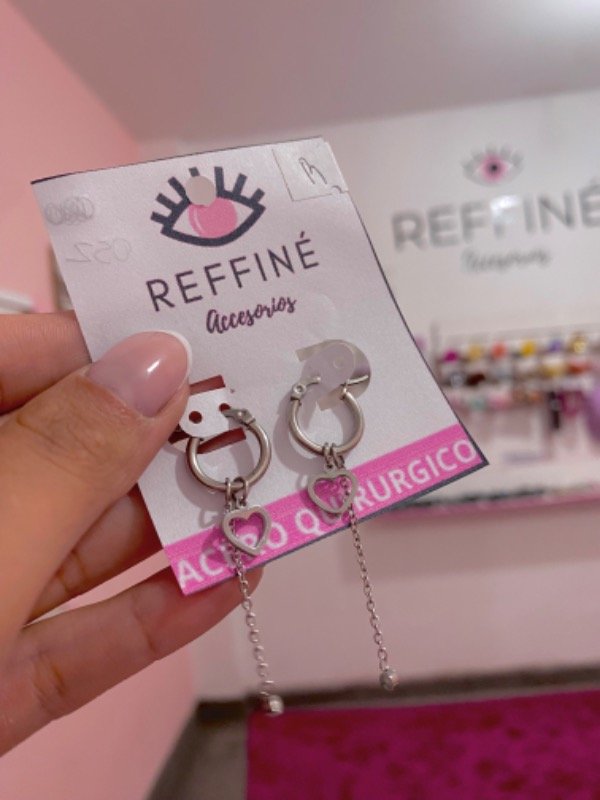 REFFINÉ
Accesorios
ACERO QUIRURGICO
REFFINÉ
Accesorios